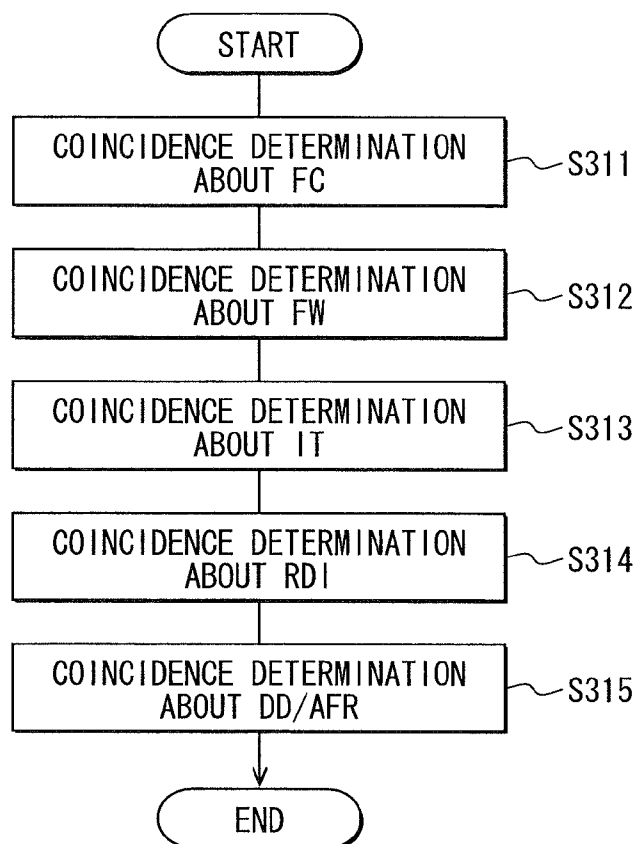 START
COINCIDENCE DETERMINATION
ABOUT FC
S311
COINCIDENCE DETERMINATION
ABOUT FW
S312
COINCIDENCE DETERMINATION
ABOUT IT
S313
COINCIDENCE DETERMINATION
ABOUT RDI
S314
COINCIDENCE DETERMINATION
ABOUT DD/AFR
S315
END